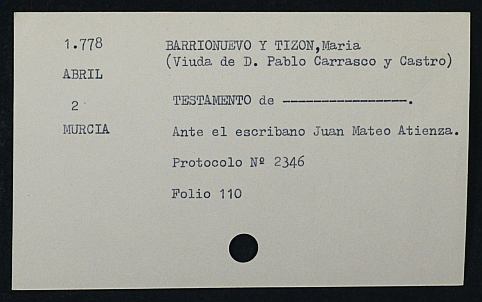 1.778
BARRIONUEVO Y TIZON,Maria
(Viuda de D. Pablo Carrasco y Castro)
ABRIL
2
TESTAMENTO de ----------------.
MURCIA
Ante el escribano Juan Mateo Atienza.
Protocolo Nº 2346
Folio 110